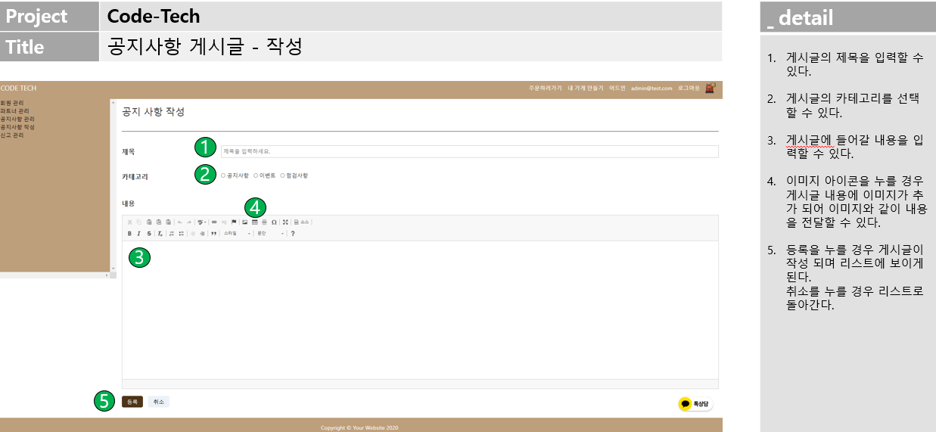 Project
Code-Tech
Title
공지사항 게시글 - 작성
CODE TECH
주문제러가기 내 가게 만들기 어드민 admin@test.com 로그아웃
회원 관리
파트너 관리
공지사항 관리
공지사항 작성
신고 관리
공지 사항 작성
제목
1
제목을 입력하세요.
카테고리
2
공지사항 이벤트 점검사항
내용
4
소스
B I S
스타일
문단
?
3
5
등록
취소
톡상담
Copyright © Your Website 2020
_ detail
1. 게시글의 제목을 입력할 수
있다.
2. 게시글의 카테고리를 선택
할 수 있다.
3. 게시글에 들어갈 내용을 입
력할 수 있다.
4. 이미지 아이콘을 누를 경우
게시글 내용에 이미지가 추
가 되어 이미지와 같이 내용
을 전달할 수 있다.
5. 등록을 누를 경우 게시글이
작성 되며 리스트에 보이게
된다.
취소를 누를 경우 리스트로
돌아간다.